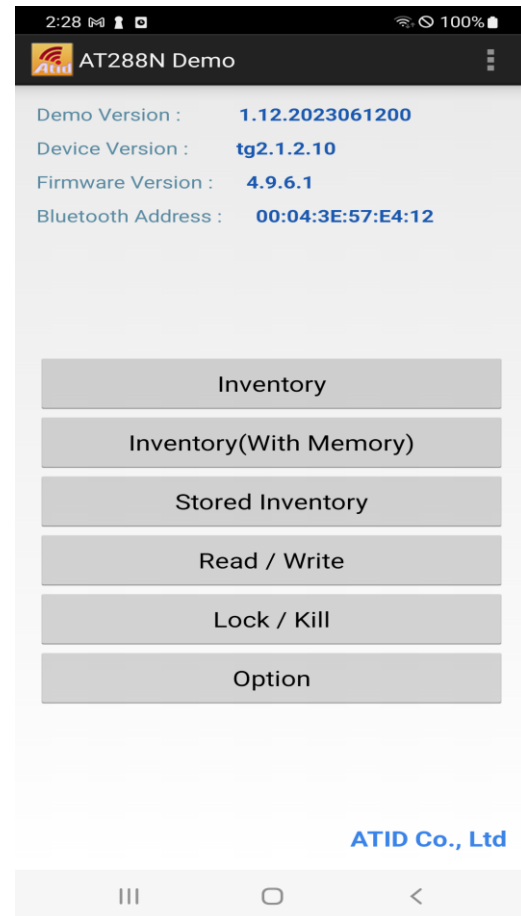 2:28 100%
Atid AT288N Demo
Demo Version : 1.12.2023061200
Device Version : tg2.1.2.10
Firmware Version : 4.9.6.1
Bluetooth Address : 00:04:3E:57:E4:12
Inventory
Inventory(With Memory)
Stored Inventory
Read / Write
Lock / Kill
Option
ATID Co., Ltd